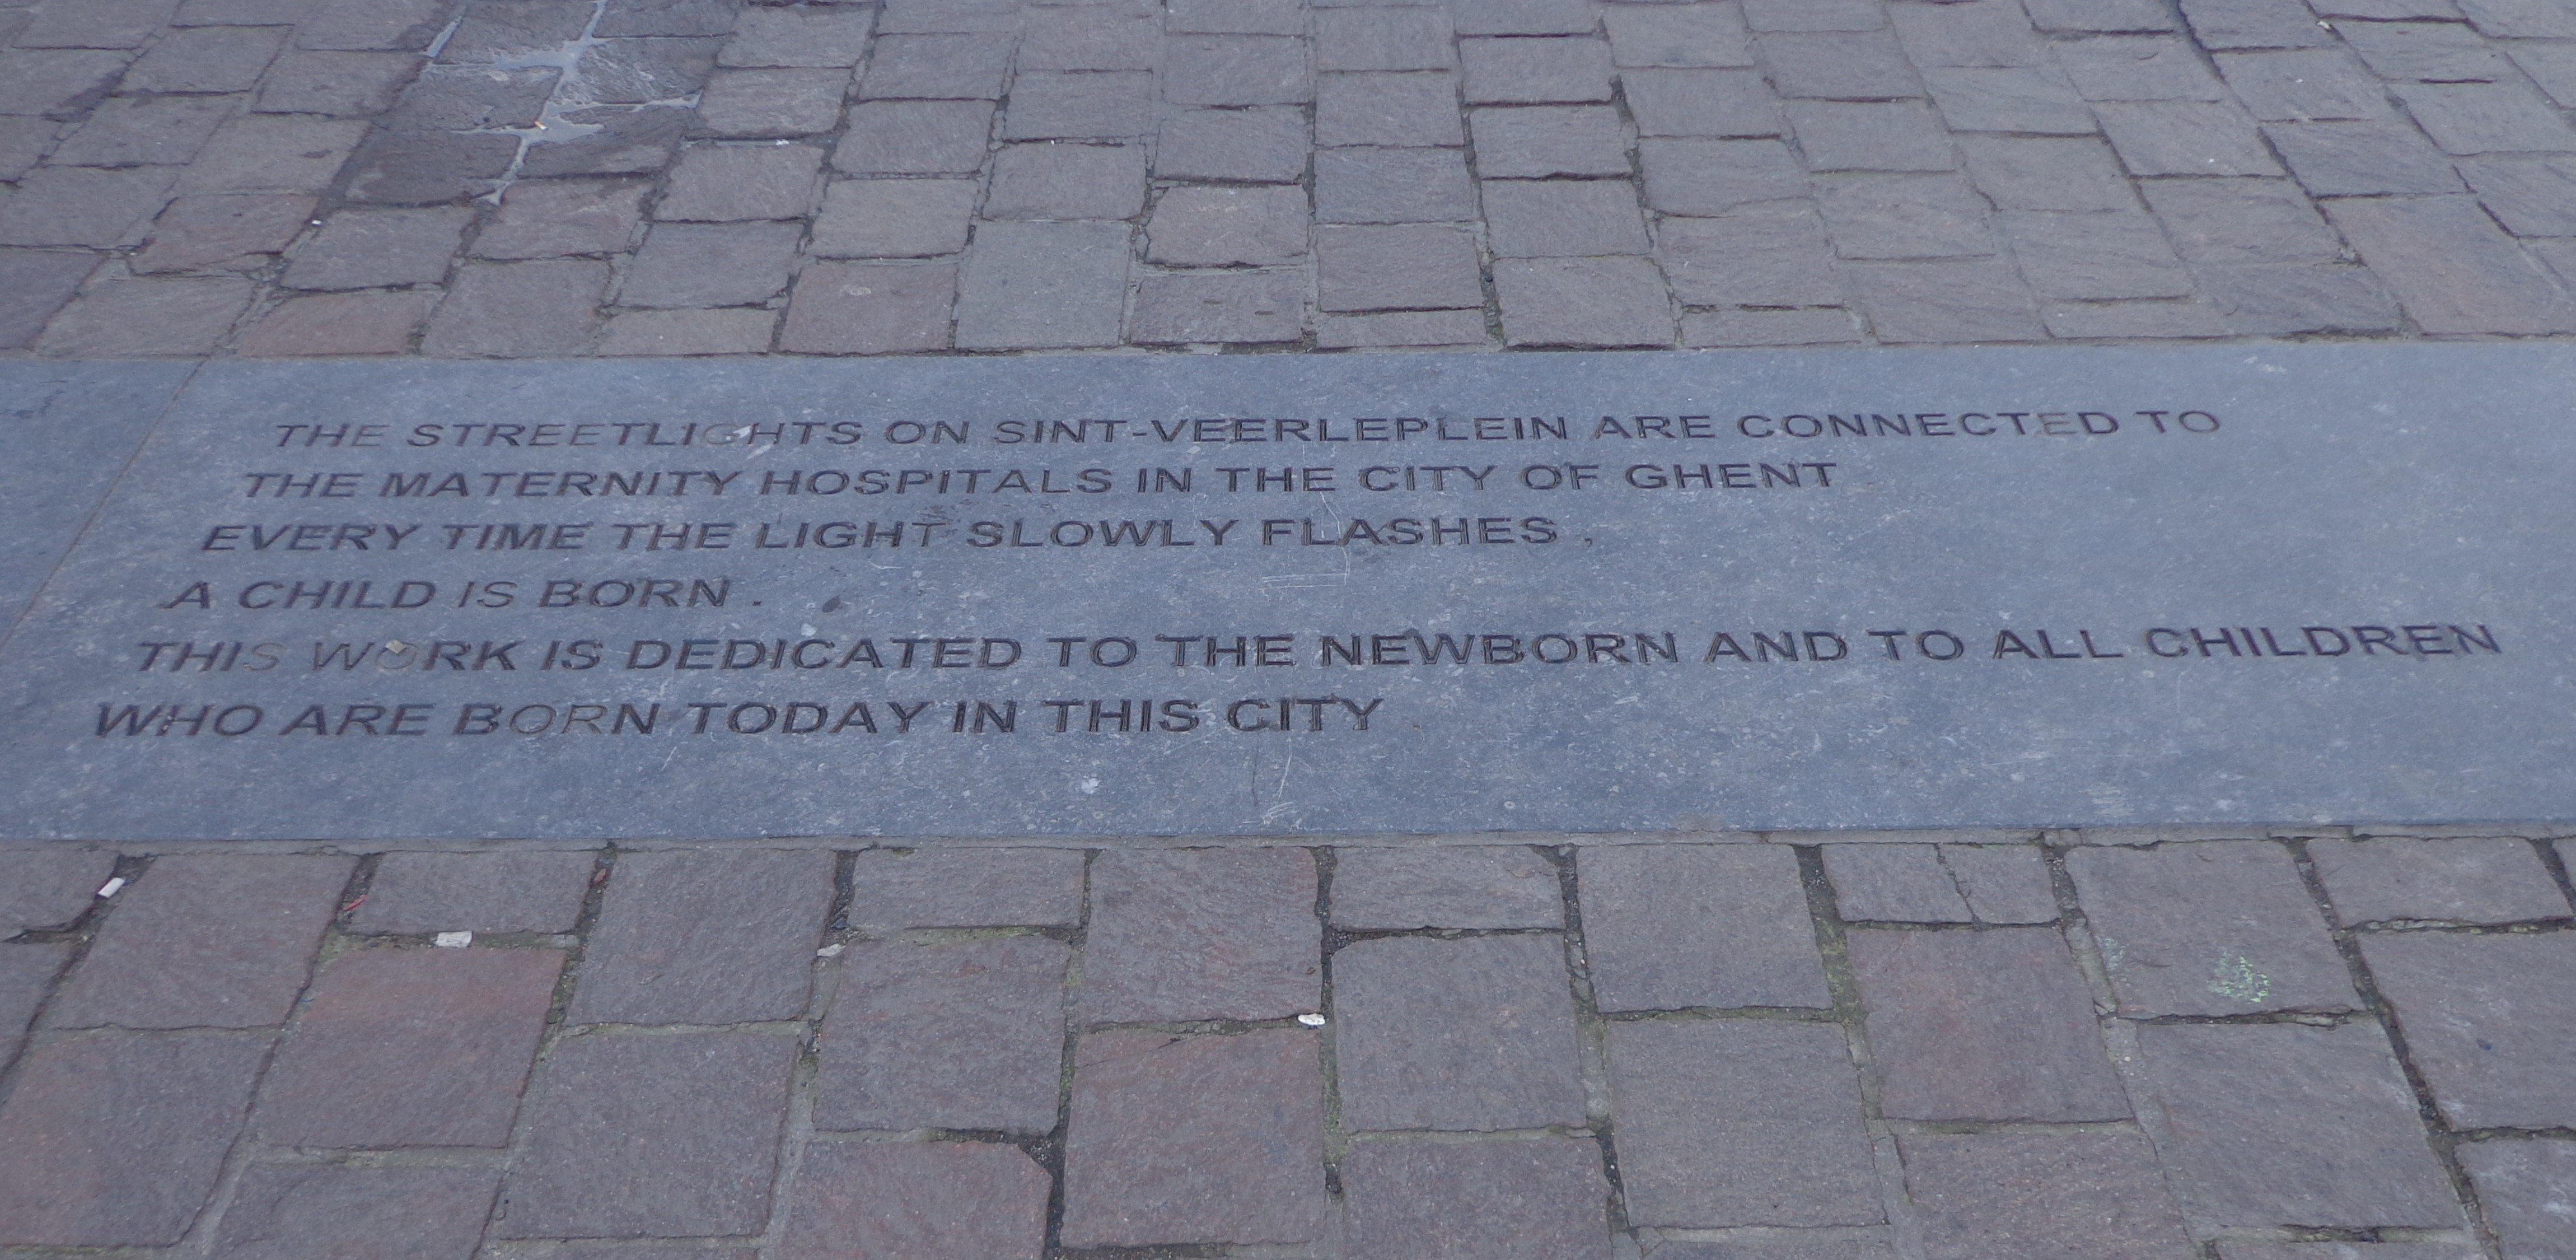 THE STREETLIGHTS ON SINT-VEERLEPLEIN ARE CONNECTED TO
THE MATERNITY HOSPITALS IN THE CITY OF GHENT
EVERY TIME THE LIGHT SLOWLY FLASHES ,
A CHILD IS BORN .
THIS WORK IS DEDICATED TO THE NEWBORN AND TO ALL CHILDREN
WHO ARE BORN TODAY IN THIS CITY .